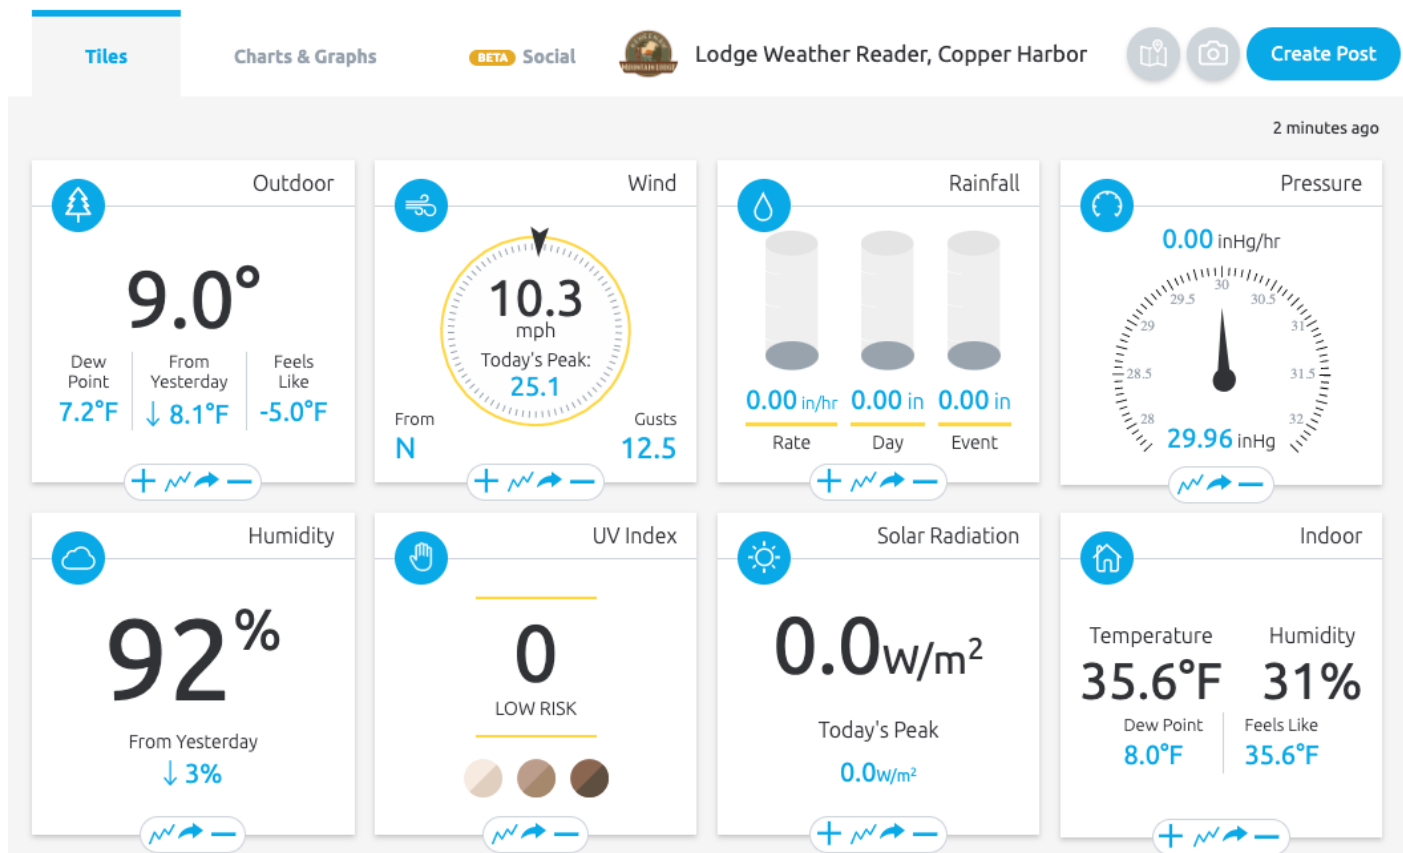 Tiles
Charts & Graphs
BETA Social
MOUNTAIN LODGE
Lodge Weather Reader, Copper Harbor
Create Post
2 minutes ago
Outdoor
9.0°
Dew Point
7.2°F
From Yesterday
↓ 8.1°F
Feels Like
-5.0°F
Wind
10.3
mph
Today's Peak:
25.1
From
N
Gusts
12.5
Rainfall
0.00 in/hr
Rate
0.00 in
Day
0.00 in
Event
Pressure
0.00 inHg/hr
28
28.5
29
29.5
30
30.5
31
31.5
32
29.96 inHg
Humidity
92%
From Yesterday
↓ 3%
UV Index
0
LOW RISK
Solar Radiation
0.0w/m²
Today's Peak
0.0w/m²
Indoor
Temperature
35.6°F
Humidity
31%
Dew Point
8.0°F
Feels Like
35.6°F